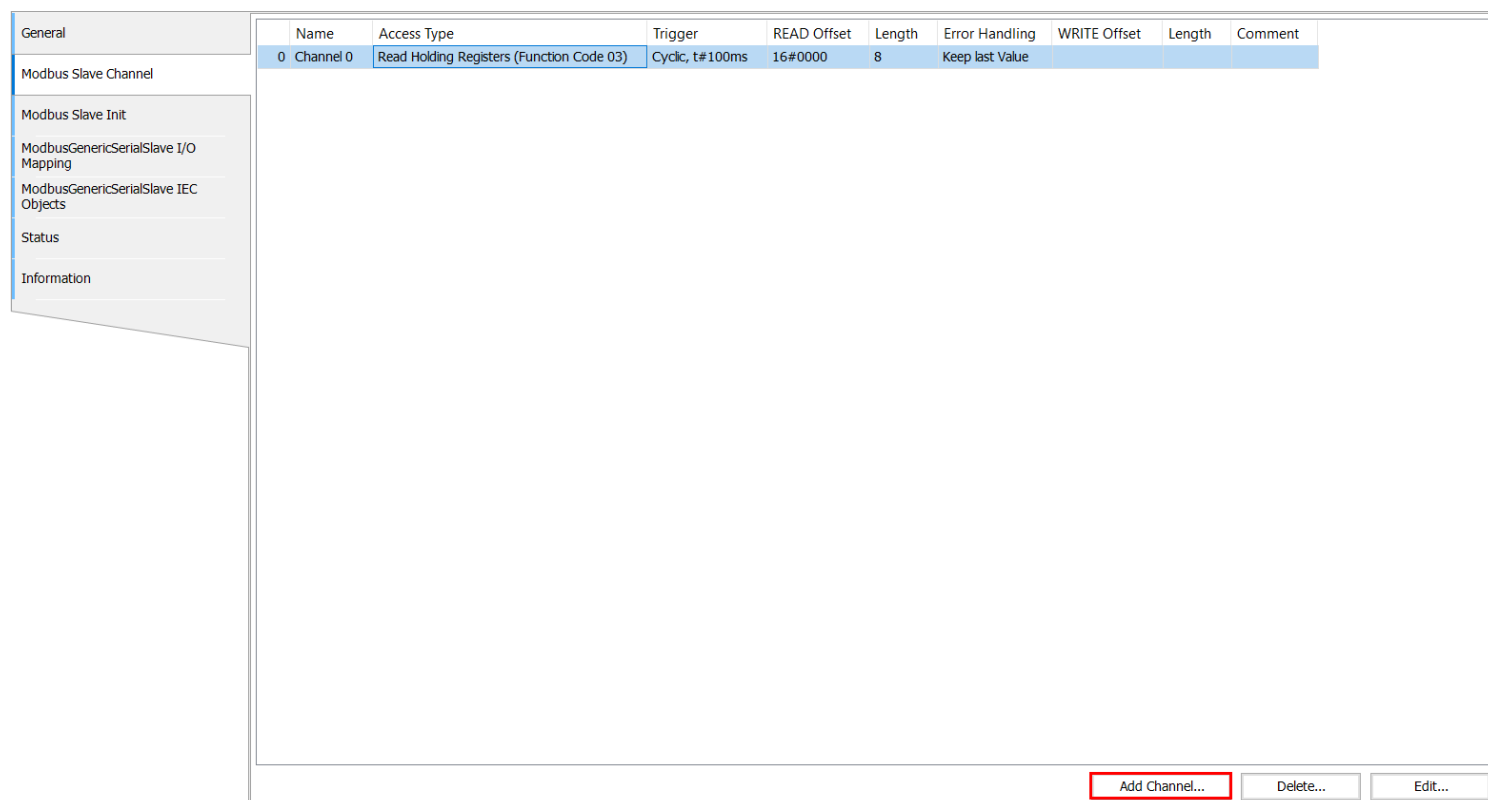 General
Modbus Slave Channel
Modbus Slave Init
ModbusGenericSerialSlave I/O
Mapping
ModbusGenericSerialSlave IEC
Objects
Status
Information
Name Access Type Trigger READ Offset Length Error Handling WRITE Offset Length Comment
0 Channel 0 Read Holding Registers (Function Code 03) Cyclic, t#100ms 16#0000 8 Keep last Value
Add Channel... Delete... Edit...